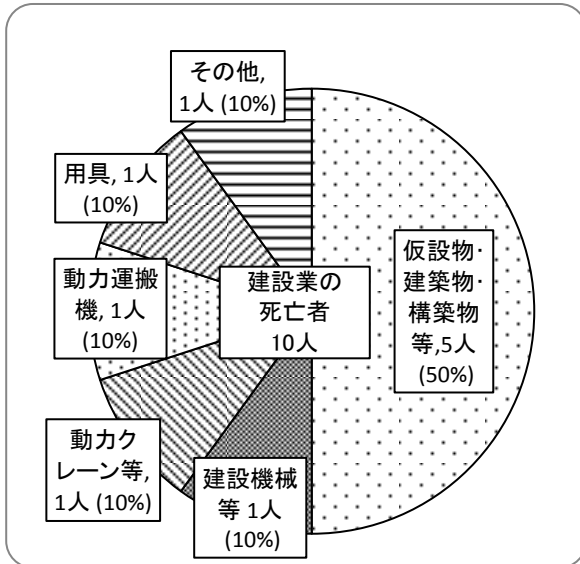 その他,
1人 (10%)
用具, 1人
(10%)
動力運搬
機, 1人
(10%)
動力ク
レーン等,
1人 (10%)
建設機械
等 1人
(10%)
建設業の
死亡者
10人
仮設物･
建築物･
構築物
等,5人
(50%)